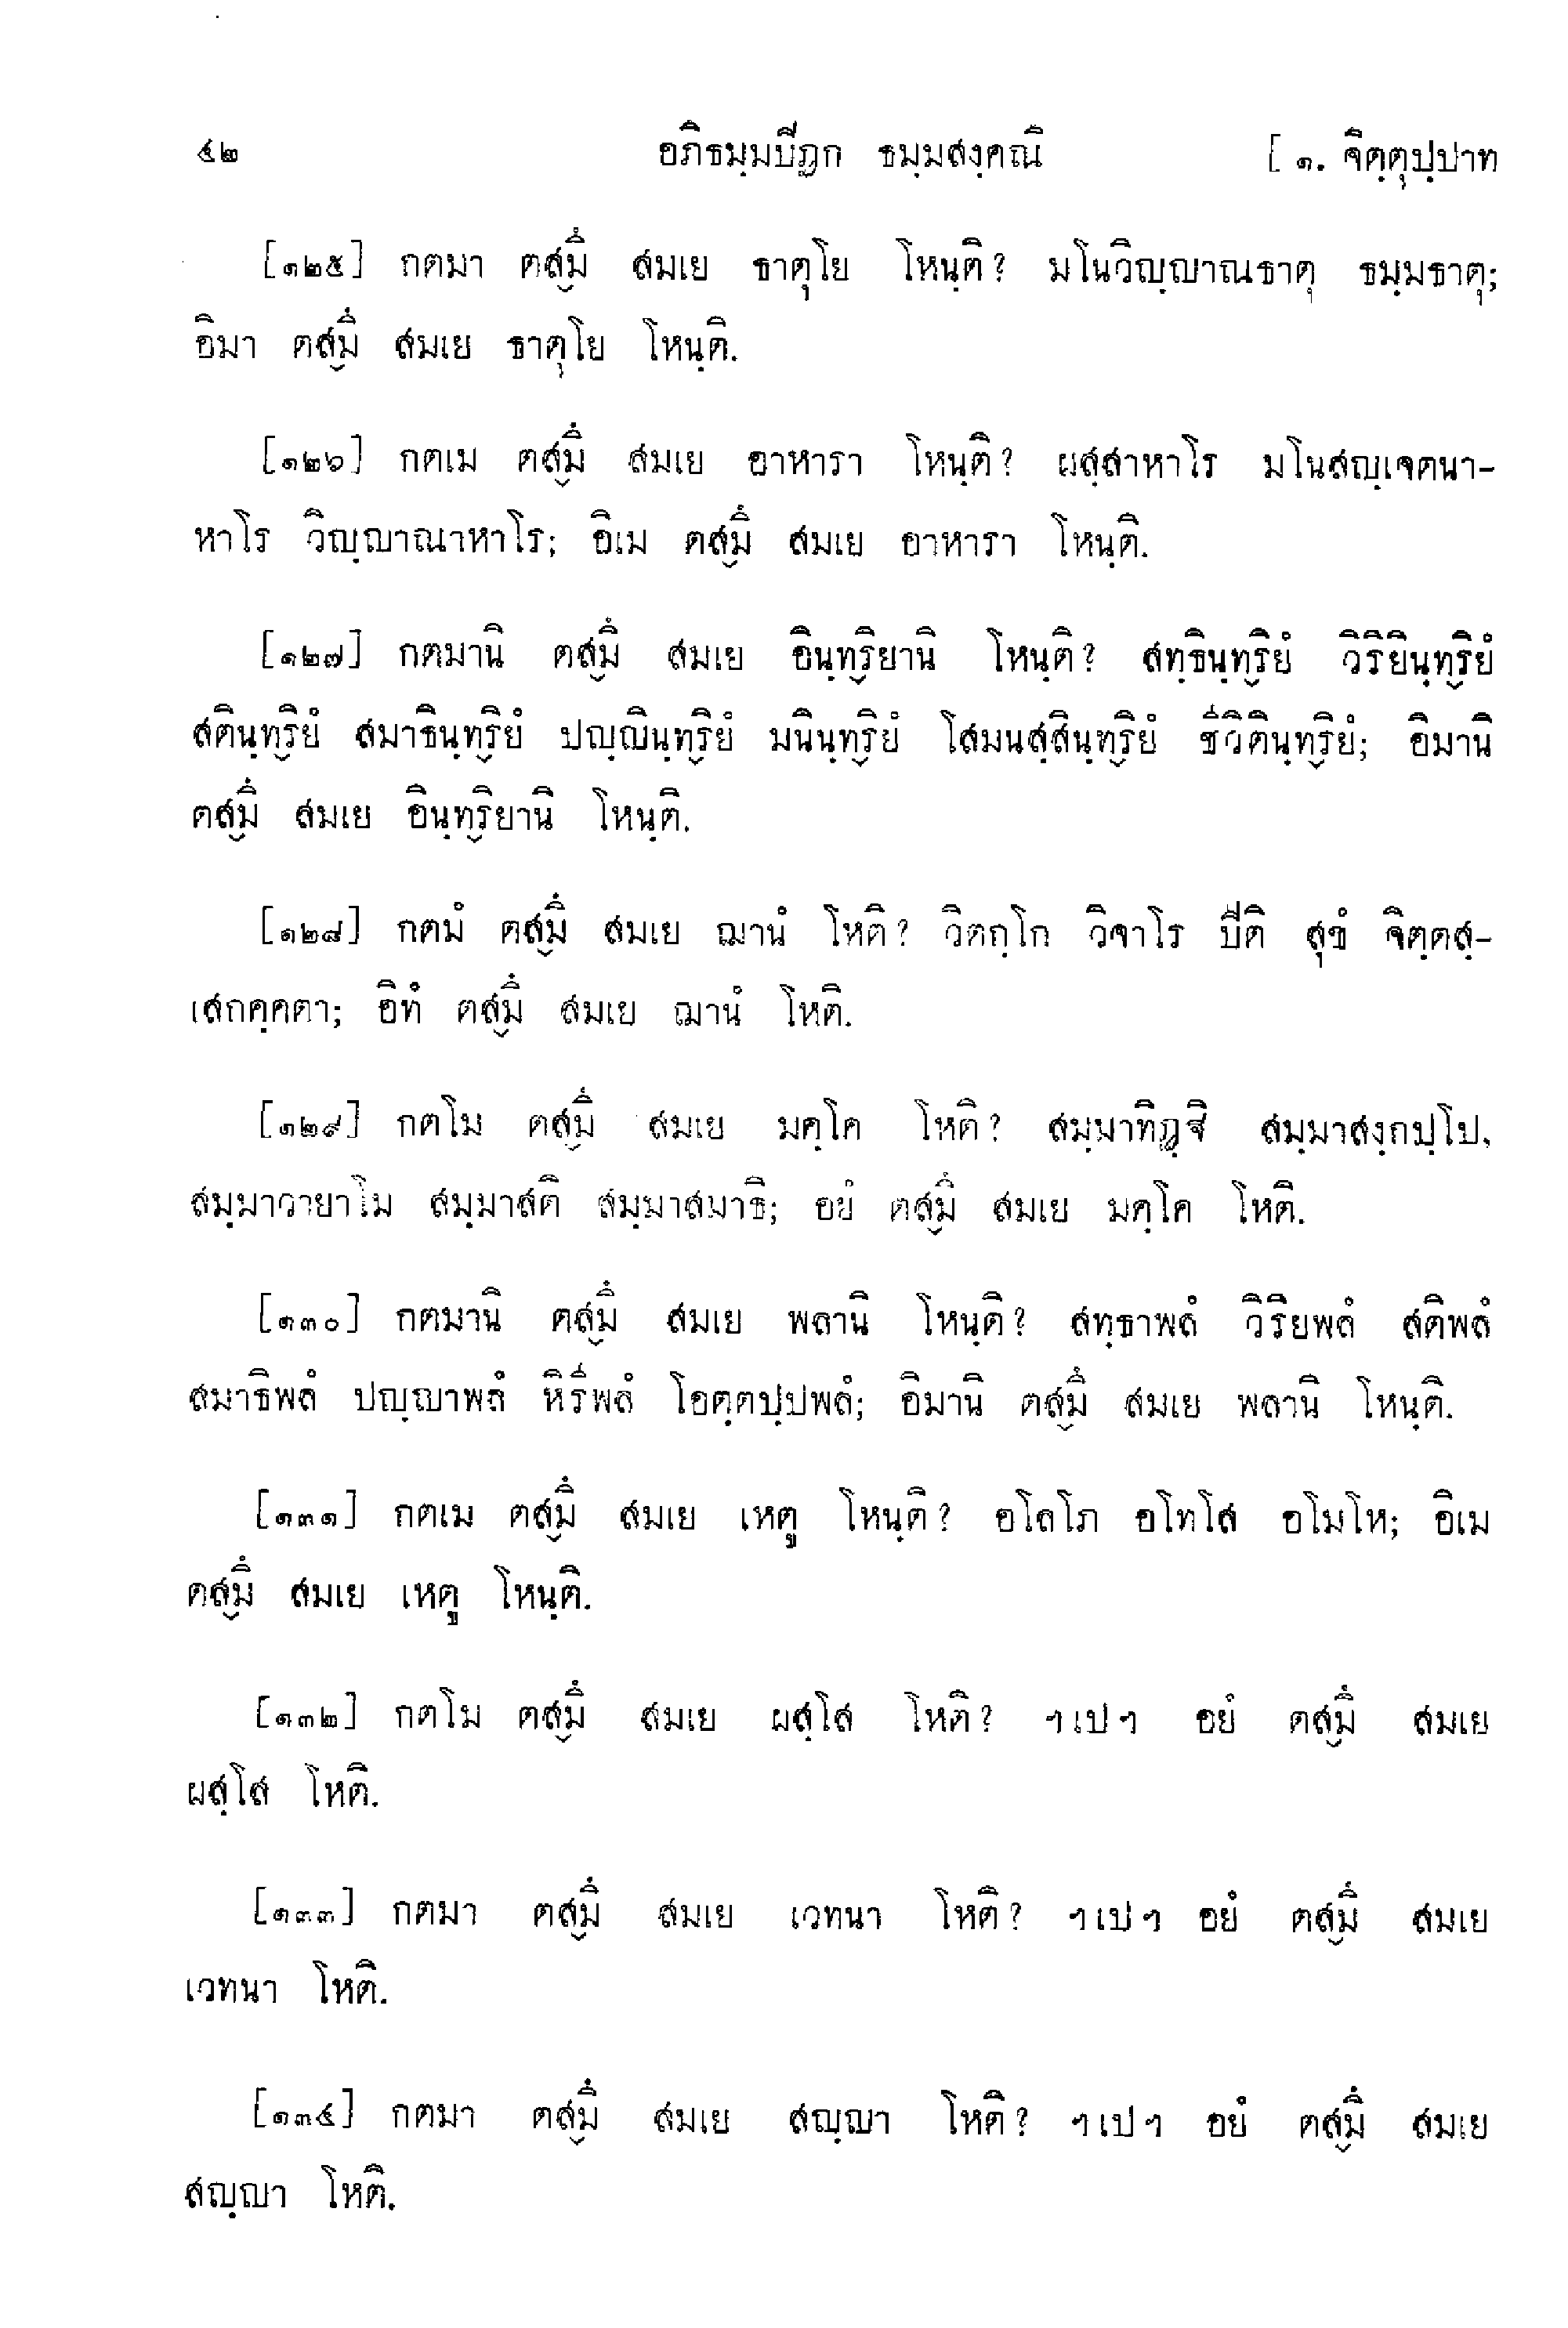 ๔๒ อภิธมฺมปิฏก ธมฺมสงฺคณิ [ ๑. จิตฺตุปฺปาท
[๑๒๕] กตมา ตส๎มิํ สมเย ธาตุโย โหนฺติ? มโนวิญฺญาณธาตุ ธมฺมธาตุ;
อิมา ตส๎มิํ สมเย ธาตุโย โหนฺติ.
[๑๒๖] กตเม ตส๎มิํ สมเย อาหารา โหนฺติ? ผสฺสาหาโร มโนสญฺเจตนา-
หาโร วิญฺญาณาหาโร; อิเม ตส๎มิํ สมเย อาหารา โหนฺติ.
[๑๒๗] กตมานิ ตส๎มิํ สมเย อินฺท๎ริยานิ โหนฺติ? สทฺธินฺท๎ริยํ วิริยินฺท๎ริยํ
สตินฺท๎ริยํ สมาธินฺท๎ริยํ ปญฺญินฺท๎ริยํ มนินฺท๎ริยํ โสมนสฺสินฺท๎ริยํ ชีวิตินฺท๎ริยํ; อิมานิ
ตส๎มิํ สมเย อินฺท๎ริยานิ โหนฺติ.
[๑๒๘] กตมํ ตส๎มิํ สมเย ฌานํ โหติ? วิตกฺโก วิจาโร ปีติ สุขํ จิตฺตสฺ-
เสกคฺคตา; อิทํ ตส๎มิํ สมเย ฌานํ โหติ.
[๑๒๙] กตโม ตส๎มิํ สมเย มคฺโค โหติ? สมฺมาทิฏฺฐิ สมฺมาสงฺกปฺโป,
สมฺมาวายาโม สมฺมาสติ สมฺมาสมาธิ; อยํ ตส๎มิํ สมเย มคฺโค โหติ.
[๑๓๐] กตมานิ ตส๎มิํ สมเย พลานิ โหนฺติ? สทฺธาพลํ วิริยพลํ สติพลํ
สมาธิพลํ ปญฺญาพลํ หิรีพลํ โอตฺตปฺปพลํ; อิมานิ ตส๎มิํ สมเย พลานิ โหนฺติ.
[๑๓๑] กตเม ตส๎มิํ สมเย เหตู โหนฺติ? อโลโภ อโทโส อโมโห; อิเม
ตส๎มิํ สมเย เหตู โหนฺติ.
[๑๓๒] กตโม ตส๎มิํ สมเย ผสฺโส โหติ? ฯเปฯ อยํ ตส๎มิํ สมเย
ผสฺโส โหติ.
[๑๓๓] กตมา ตส๎มิํ สมเย เวทนา โหติ? ฯเปฯ อยํ ตส๎มิํ สมเย
เวทนา โหติ.
[๑๓๔] กตมา ตส๎มิํ สมเย สญฺญา โหติ? ฯเปฯ อยํ ตส๎มิํ สมเย
สญฺญา โหติ.